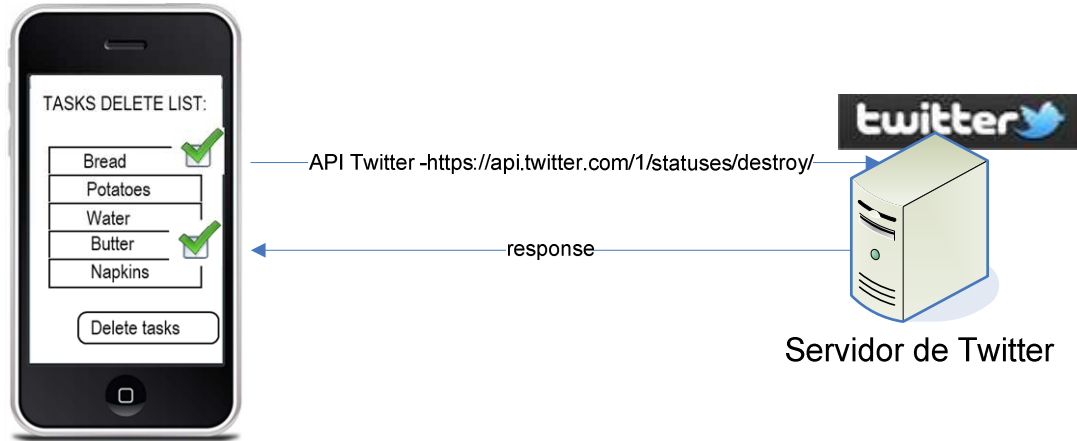 TASKS DELETE LIST:
Bread
Potatoes
Water
Butter
Napkins
Delete tasks
API Twitter -https://api.twitter.com/1/statuses/destroy/
response
twitter
Servidor de Twitter